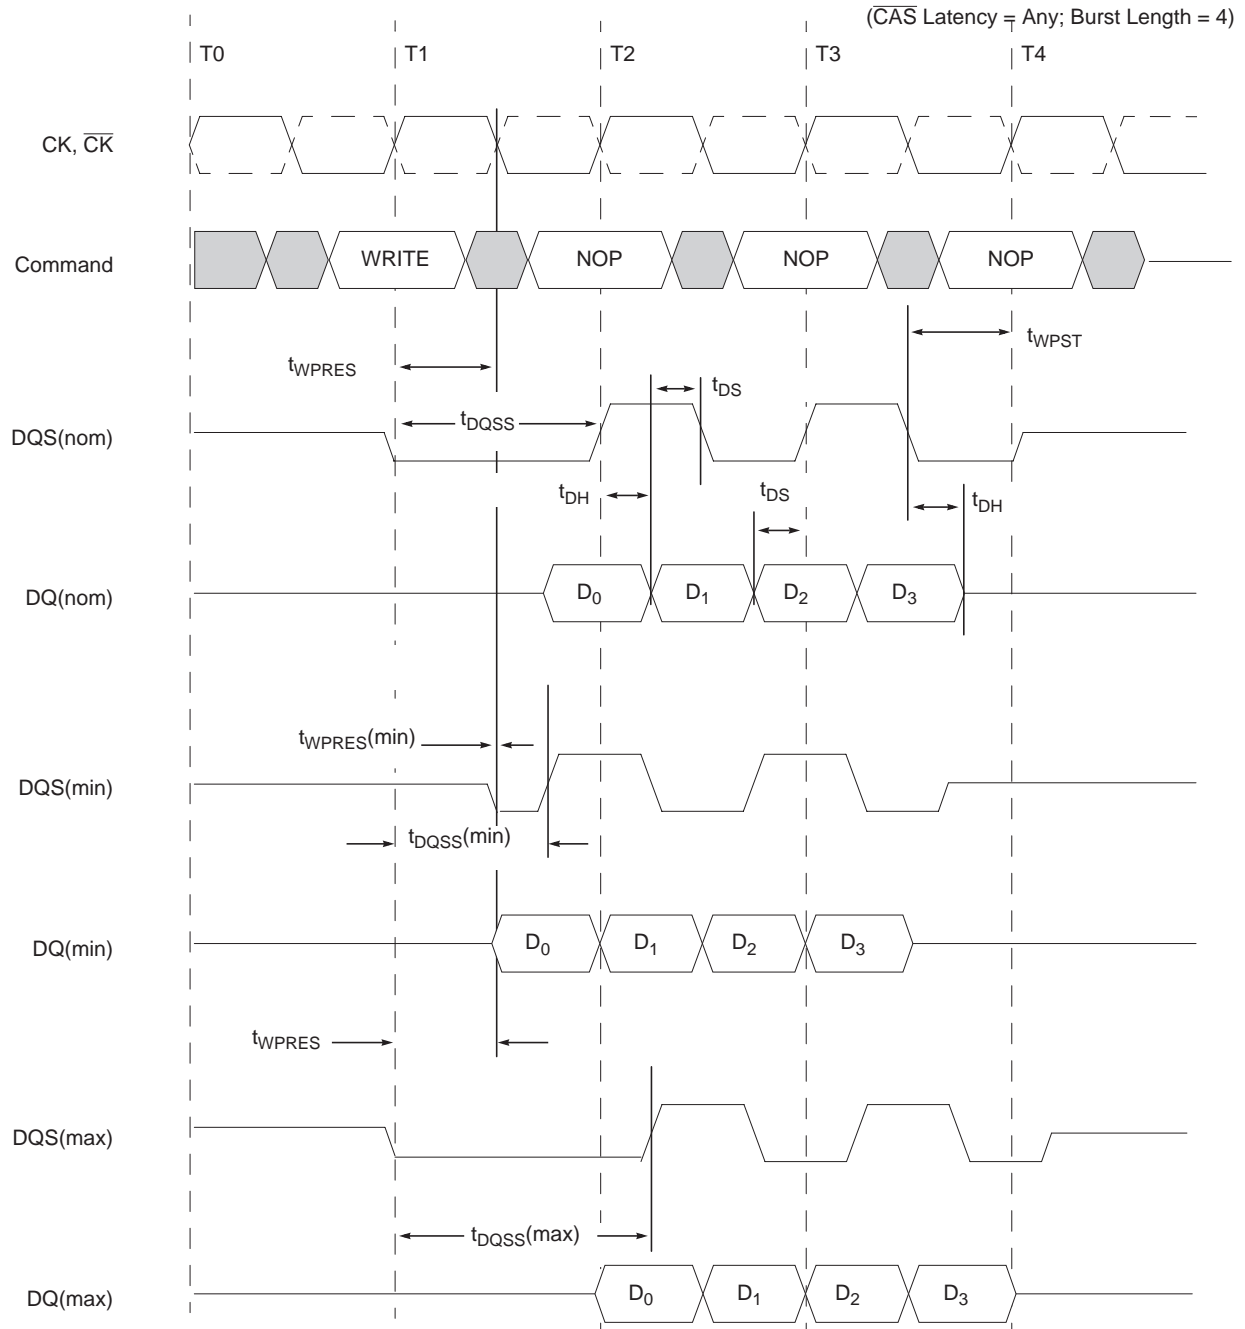 (CAS Latency = Any; Burst Length = 4)
T0 T1 T2 T3 T4
CK, CK
Command WRITE NOP NOP NOP
tWPST
tWPRES
tDS
DQS(nom) tDQSS
tDH tDS tDH
DQ(nom) D0 D1 D2 D3
tWPRES(min)
DQS(min)
tDQSS(min)
DQ(min) D0 D1 D2 D3
tWPRES
DQS(max)
tDQSS(max)
DQ(max) D0 D1 D2 D3